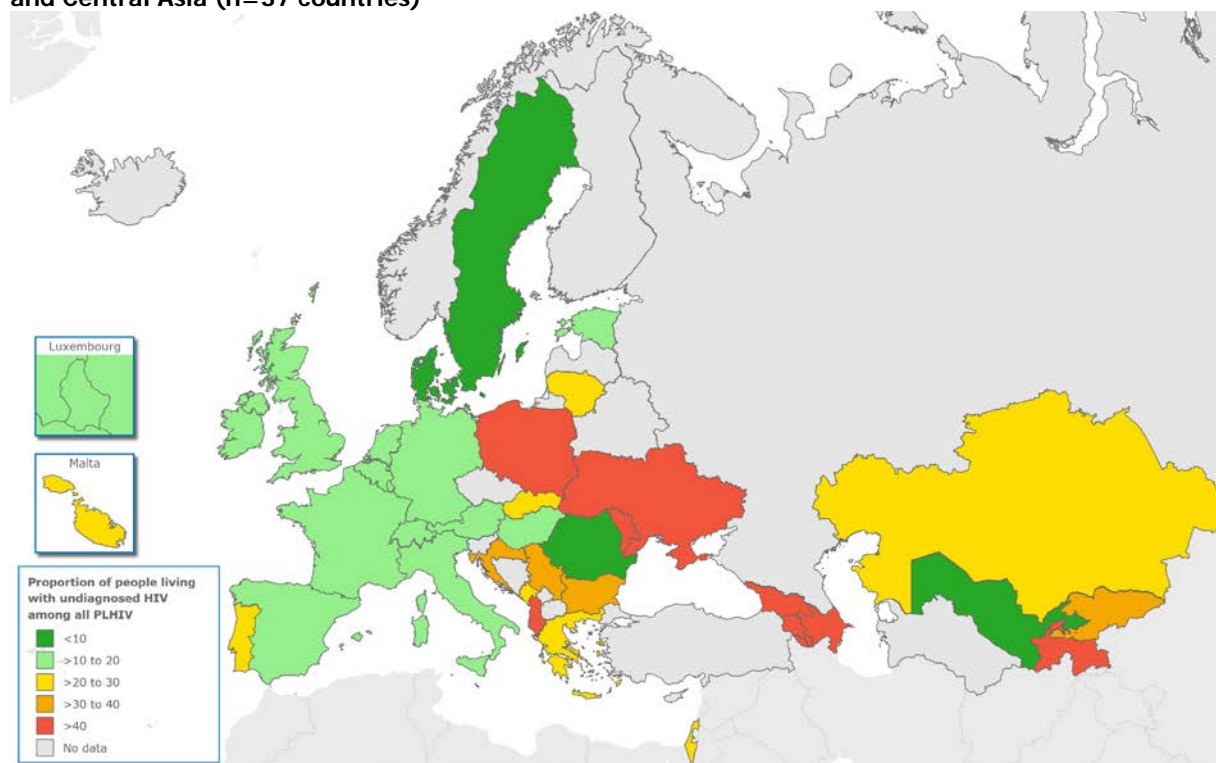 and Central Asia (n=37 countries)
Luxembourg
Malta
Proportion of people living
with undiagnosed HIV
among all PLHIV
<10
>10 to 20
>20 to 30
>30 to 40
>40
No data